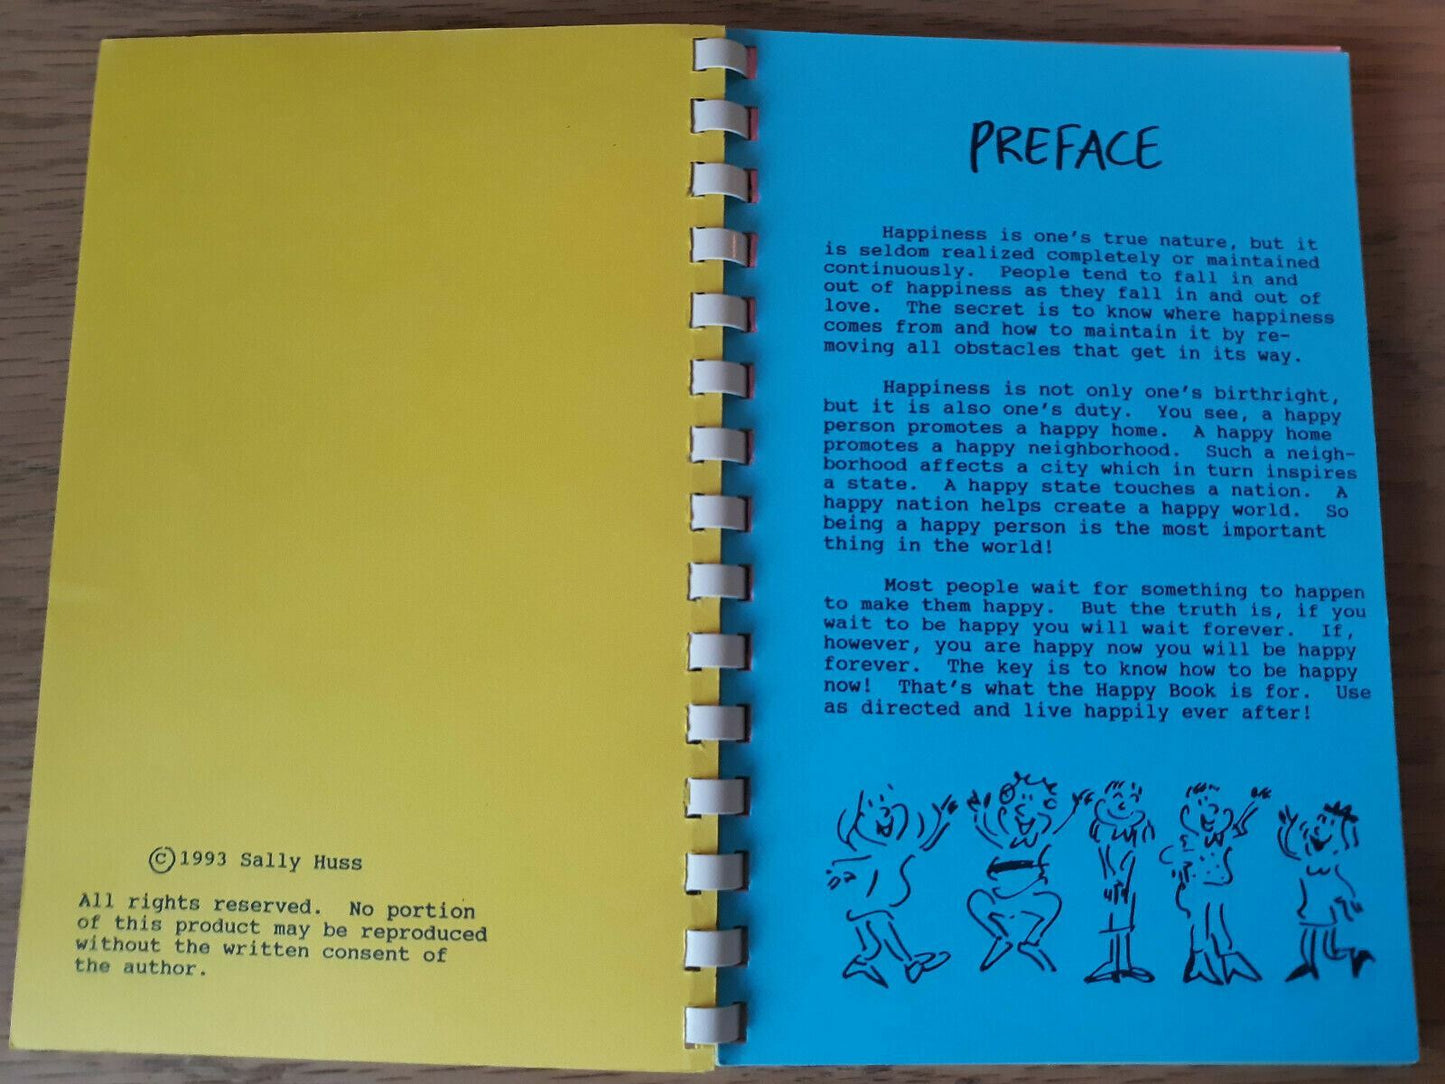 © 1993 Sally Huss
All rights reserved. No portion
of this product may be reproduced
without the written consent of
the author.
PREFACE
Happiness is one's true nature, but it
is seldom realized completely or maintained
continuously. People tend to fall in and
out of happiness as they fall in and out of
love. The secret is to know where happiness
comes from and how to maintain it by re-
moving all obstacles that get in its way.
Happiness is not only one's birthright,
but it is also one's duty. You see, a happy
person promotes a happy home. A happy home
promotes a happy neighborhood. Such a neigh-
borhood affects a city which in turn inspires
a state. A happy state touches a nation. A
happy nation helps create a happy world. So
being a happy person is the most important
thing in the world!
Most people wait for something to happen
to make them happy. But the truth is, if you
wait to be happy you will wait forever. If,
however, you are happy now you will be happy
forever. The key is to know how to be happy
now! That's what the Happy Book is for. Use
as directed and live happily ever after!